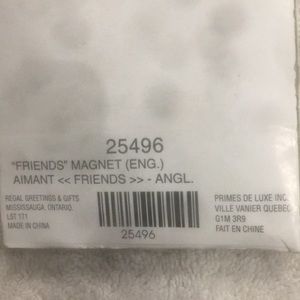 25496
"FRIENDS" MAGNET (ENG.)
AIMANT << FRIENDS >> - ANGL.
REGAL GREETINGS & GIFTS
MISSISSAUGA, ONTARIO.
L5T 1T1
MADE IN CHINA
25496
PRIMES DE LUXE INC.
VILLE VANIER QUEBEC
G1M 3R9
FAIT EN CHINE